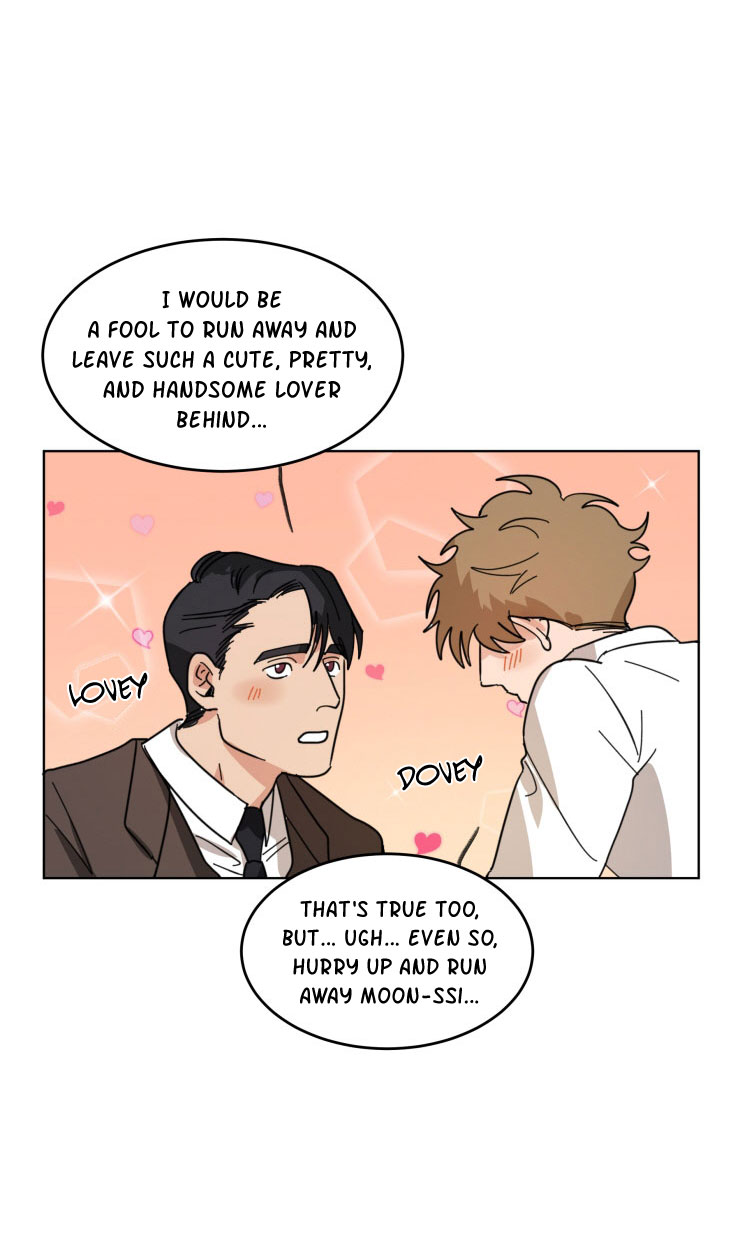 I WOULD BE
A FOOL TO RUN AWAY AND
LEAVE SUCH A CUTE, PRETTY,
AND HANDSOME LOVER
BEHIND...
LOVEY
DOVEY
THAT'S TRUE TOO,
BUT... UGH... EVEN SO,
HURRY UP AND RUN
AWAY MOON-SSI...